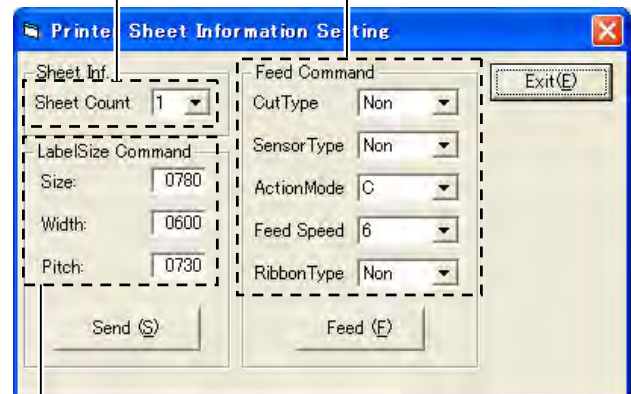 Printer Sheet Information Setting
Sheet Inf.
Sheet Count 1
LabelSize Command
Size: 0780
Width: 0600
Pitch: 0730
Send (S)
Feed Command
CutType Non
SensorType Non
ActionMode C
Feed Speed 6
RibbonType Non
Feed (F)
Exit(E)